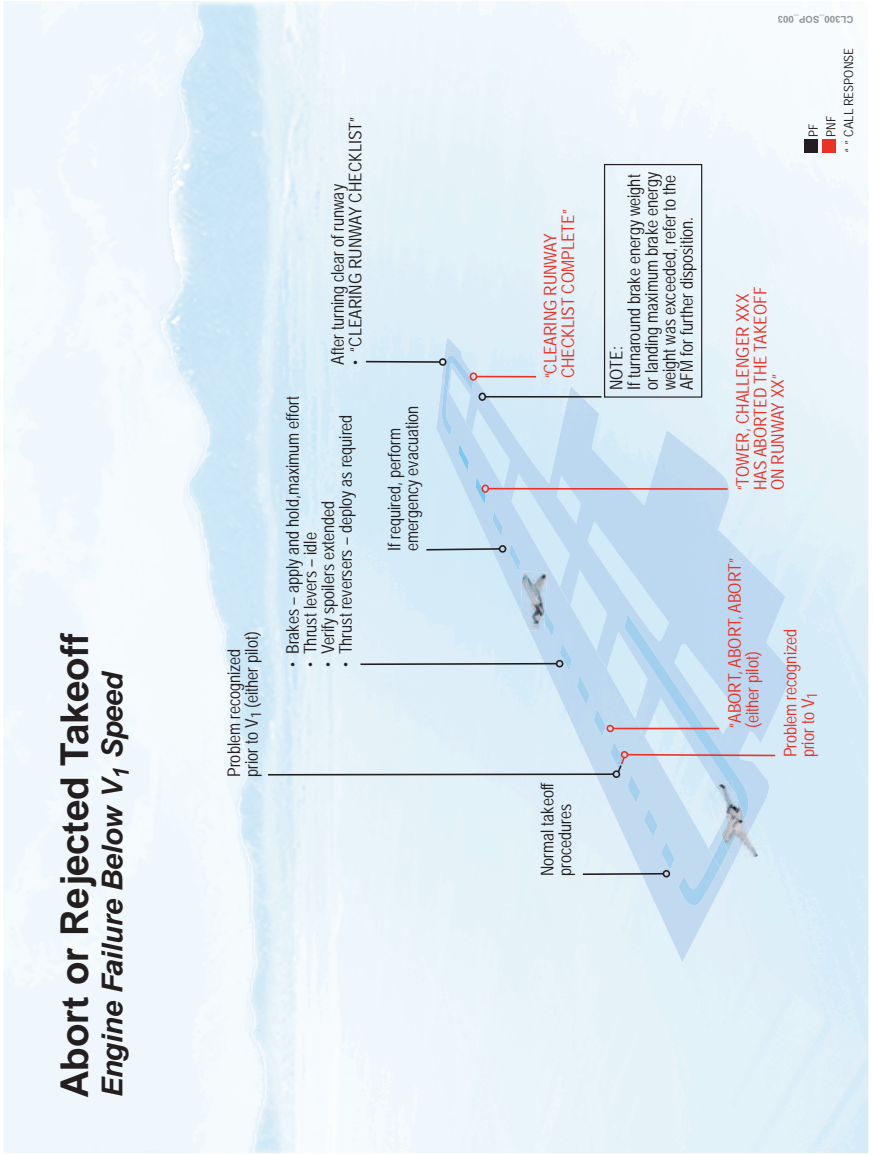 Abort or Rejected Takeoff
Engine Failure Below V1 Speed
Normal takeoff
procedures
Problem recognized
prior to V1 (either pilot)
• Brakes – apply and hold,maximum effort
• Thrust levers – idle
• Verify spoilers extended
• Thrust reversers – deploy as required
If required, perform
emergency evacuation
After turning clear of runway
• “CLEARING RUNWAY CHECKLIST”
Problem recognized
prior to V1
“ABORT, ABORT, ABORT”
(either pilot)
“TOWER, CHALLENGER XXX
HAS ABORTED THE TAKEOFF
ON RUNWAY XX”
“CLEARING RUNWAY
CHECKLIST COMPLETE”
NOTE:
If turnaround brake energy weight
or landing maximum brake energy
weight was exceeded, refer to the
AFM for further disposition.
PF
PNF
“ ” CALL RESPONSE
CL300_SOP_003